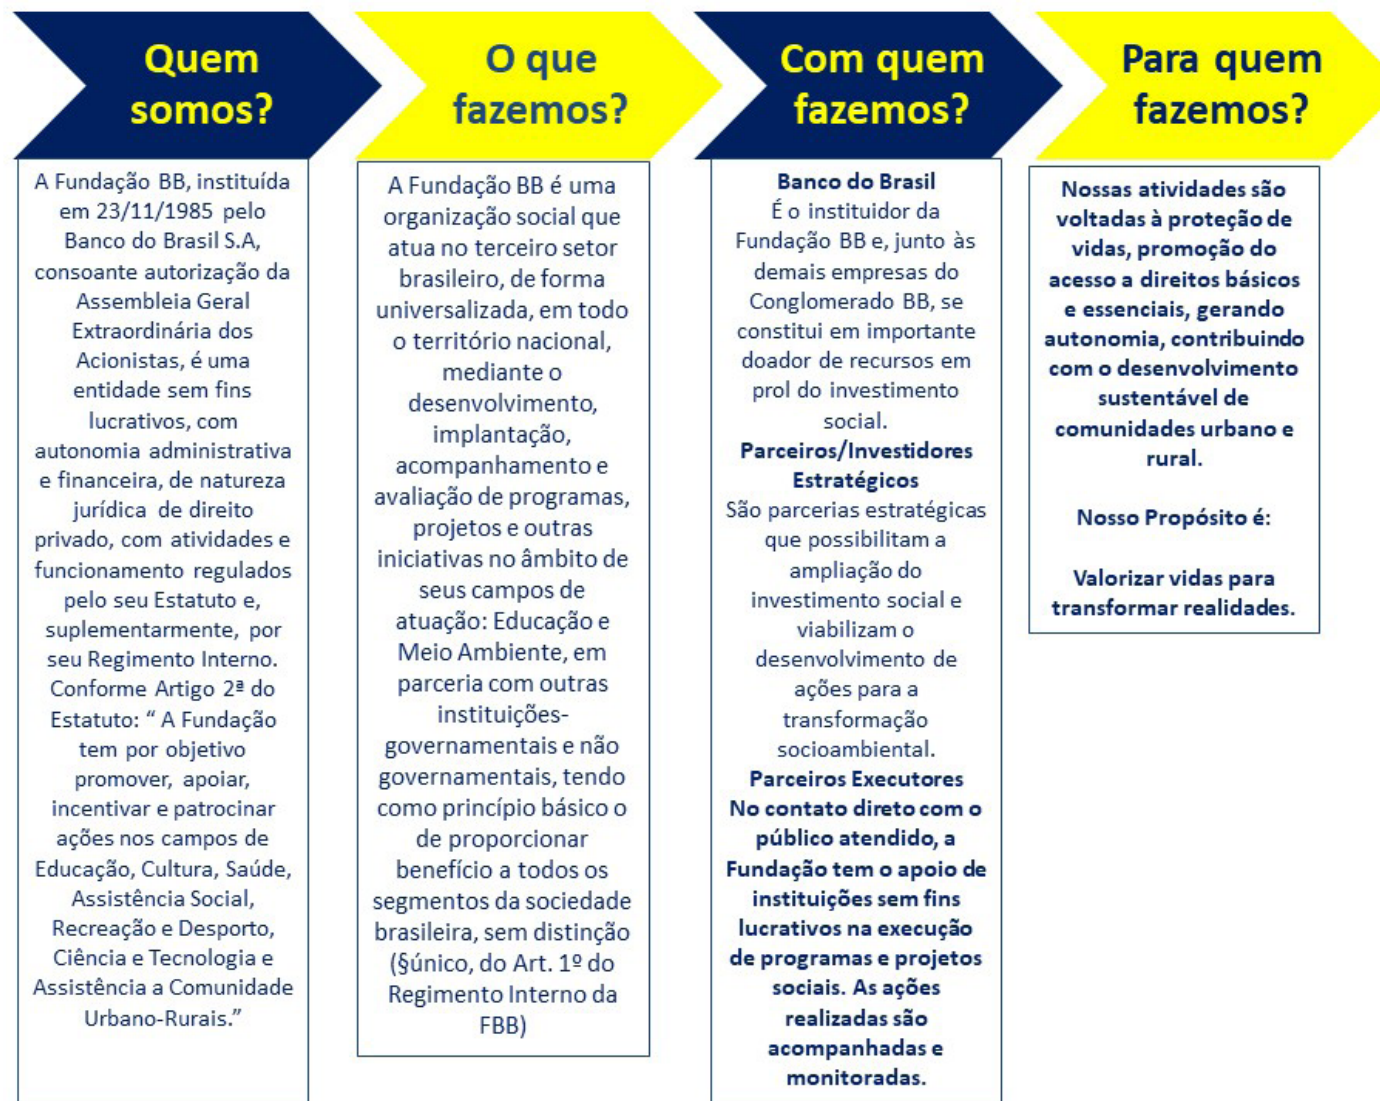 Quem
somos?
A Fundação BB, instituída
em 23/11/1985 pelo
Banco do Brasil S.A,
consoante autorização da
Assembleia Geral
Extraordinária dos
Acionistas, é uma
entidade sem fins
lucrativos, com
autonomia administrativa
e financeira, de natureza
jurídica de direito
privado, com atividades e
funcionamento regulados
pelo seu Estatuto e,
suplementarmente, por
seu Regimento Interno.
Conforme Artigo 2ª do
Estatuto: “ A Fundação
tem por objetivo
promover, apoiar,
incentivar e patrocinar
ações nos campos de
Educação, Cultura, Saúde,
Assistência Social,
Recreação e Desporto,
Ciência e Tecnologia e
Assistência a Comunidade
Urbano-Rurais.”
O que
fazemos?
A Fundação BB é uma
organização social que
atua no terceiro setor
brasileiro, de forma
universalizada, em todo
o território nacional,
mediante o
desenvolvimento,
implantação,
acompanhamento e
avaliação de programas,
projetos e outras
iniciativas no âmbito de
seus campos de
atuação: Educação e
Meio Ambiente, em
parceria com outras
instituições-
governamentais e não
governamentais, tendo
como princípio básico o
de proporcionar
benefício a todos os
segmentos da sociedade
brasileira, sem distinção
(§único, do Art. 1º do
Regimento Interno da
FBB)
Com quem
fazemos?
Banco do Brasil
É o instituidor da
Fundação BB e, junto às
demais empresas do
Conglomerado BB, se
constitui em importante
doador de recursos em
prol do investimento
social.
Parceiros/Investidores
Estratégicos
São parcerias estratégicas
que possibilitam a
ampliação do
investimento social e
viabilizam o
desenvolvimento de
ações para a
transformação
socioambiental.
Parceiros Executores
No contato direto com o
público atendido, a
Fundação tem o apoio de
instituições sem fins
lucrativos na execução
de programas e projetos
sociais. As ações
realizadas são
acompanhadas e
monitoradas.
Para quem
fazemos?
Nossas atividades são
voltadas à proteção de
vidas, promoção do
acesso a direitos básicos
e essenciais, gerando
autonomia, contribuindo
com o desenvolvimento
sustentável de
comunidades urbano e
rural.
Nosso Propósito é:
Valorizar vidas para
transformar realidades.